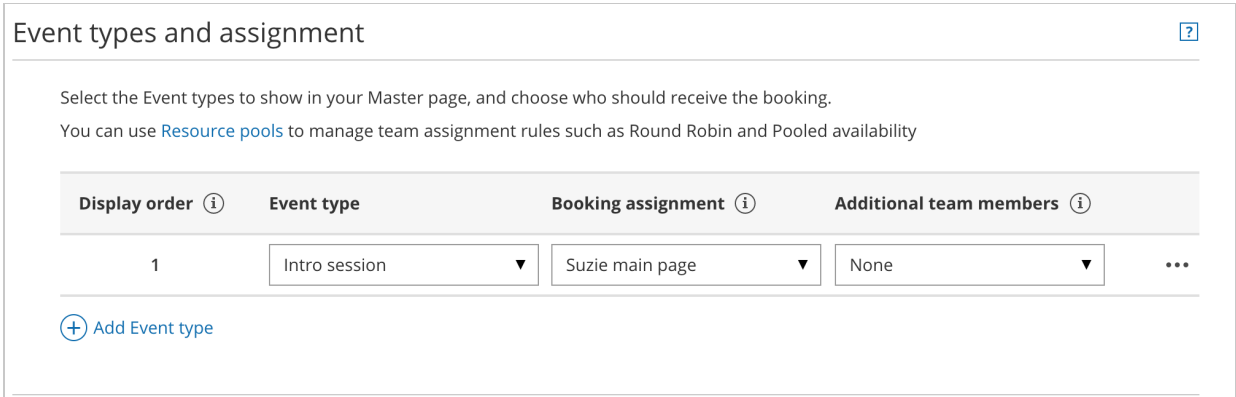 Event types and assignment
?
Select the Event types to show in your Master page, and choose who should receive the booking.
You can use Resource pools to manage team assignment rules such as Round Robin and Pooled availability
Display order i Event type Booking assignment i Additional team members i
1 Intro session Suzie main page None
Add Event type